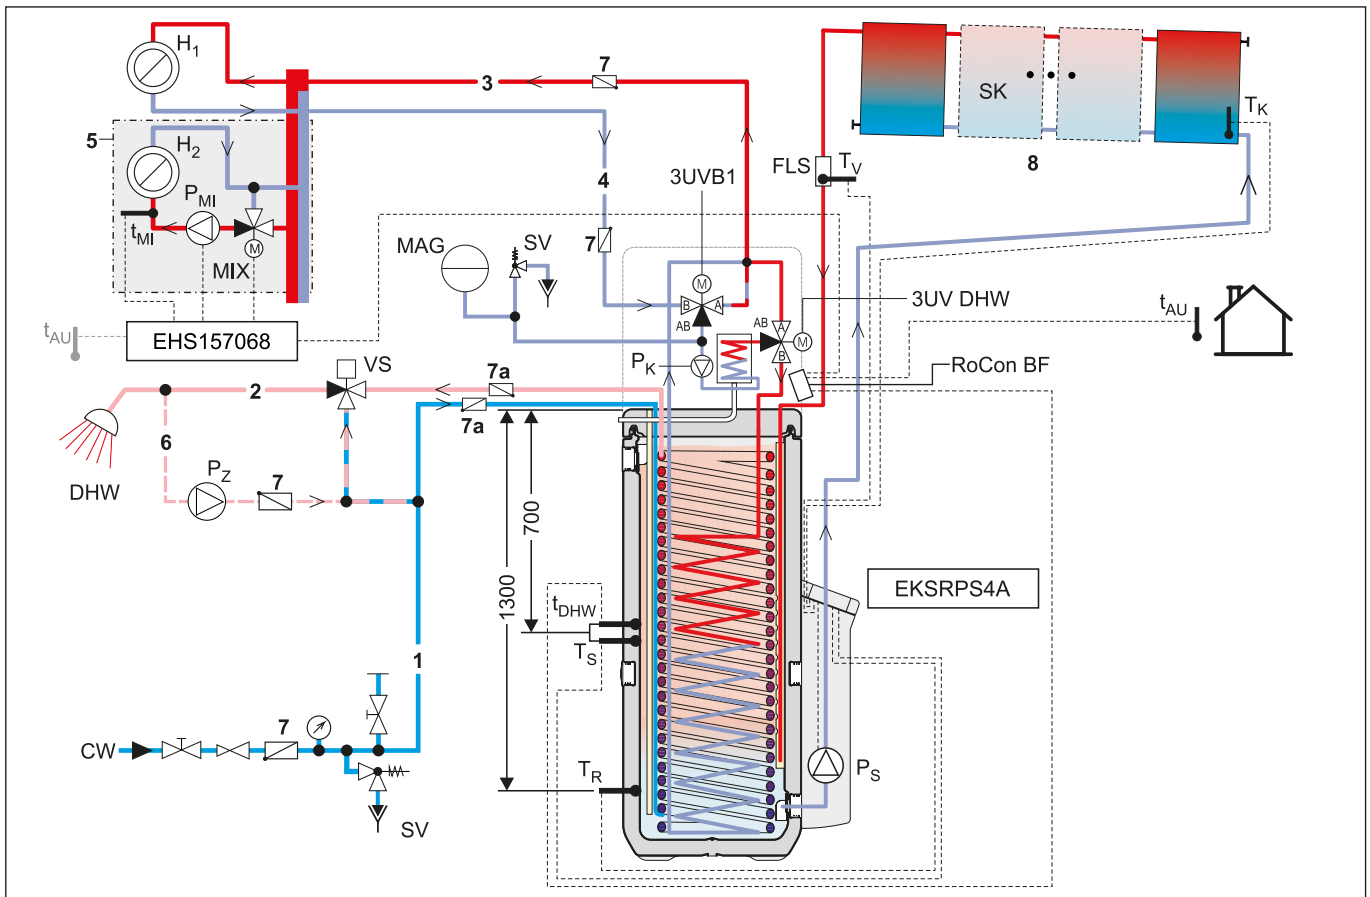 H1
7
3
SK
TK
5
H2
FLS
TV
8
3UVB1
4
PMI
tMI
M
MIX
MAG
SV
7
M
B
A
AB
3UV DHW
tAU
tAU
EHS157068
AB
A
M
B
PK
RoCon BF
VS
2
7a
7a
6
DHW
PZ
7
700
1300
EKSRPS4A
tDHW
TS
1
7
CW
TR
PS
SV